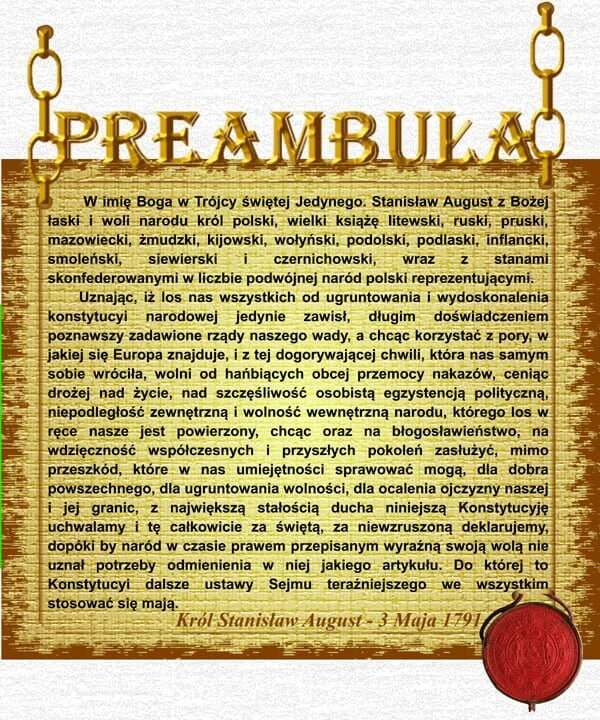 PREAMBUŁA
W imię Boga w Trójcy świętej Jedynego. Stanisław August z Bożej
łaski i woli narodu król polski, wielki książę litewski, ruski, pruski,
mazowiecki, żmudzki, kijowski, wołyński, podolski, podlaski, inflancki,
smoleński, siewierski i czernichowski, wraz z stanami
skonfederowanymi w liczbie podwójnej naród polski reprezentującymi.
Uznając, iż los nas wszystkich od ugruntowania i wydoskonalenia
konstytucyi narodowej jedynie zawisł, długim doświadczeniem
poznawszy zadawione rządy naszego wady, a chcąc korzystać z pory, w
jakiej się Europa znajduje, i z tej dogorywającej chwili, która nas samym
sobie wróciła, wolni od hańbiących obcej przemocy nakazów, ceniąc
drożej nad życie, nad szczęśliwość osobistą egzystencją polityczną,
niepodległość zewnętrzną i wolność wewnętrzną narodu, którego los w
ręce nasze jest powierzony, chcąc oraz na błogosławieństwo, na
wdzięczność współczesnych i przyszłych pokoleń zasłużyć, mimo
przeszkód, które w nas umiejętności sprawować mogą, dla dobra
powszechnego, dla ugruntowania wolności, dla ocalenia ojczyzny naszej
i jej granic, z największą stałością ducha niniejszą Konstytucyję
uchwalamy i tę całkowicie za świętą, za niewzruszoną deklarujemy,
dopóki by naród w czasie prawem przepisanym wyraźną swoją wolą nie
uznał potrzeby odmienienia w niej jakiego artykułu. Do której to
Konstytucyi dalsze ustawy Sejmu teraźniejszego we wszystkim
stosować się mają.
Król Stanisław August - 3 Maja 1791